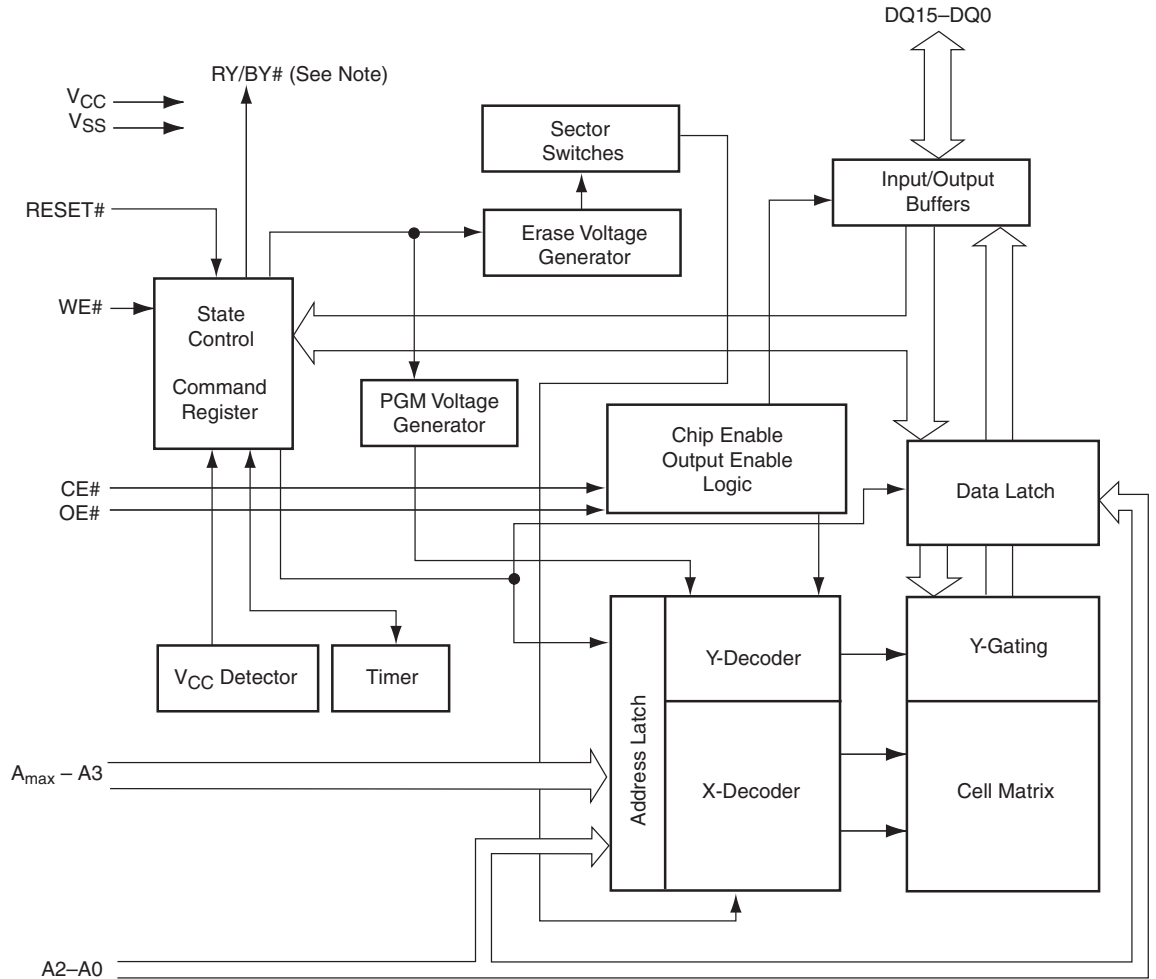 DQ15–DQ0
RY/BY# (See Note)
VCC
VSS
Sector
Switches
Input/Output
Buffers
RESET#
Erase Voltage
Generator
WE#
State
Control
Command
Register
PGM Voltage
Generator
Chip Enable
Output Enable
Logic
CE#
OE#
Data Latch
Y-Decoder
Y-Gating
VCC Detector
Timer
Address Latch
Amax – A3
X-Decoder
Cell Matrix
A2–A0